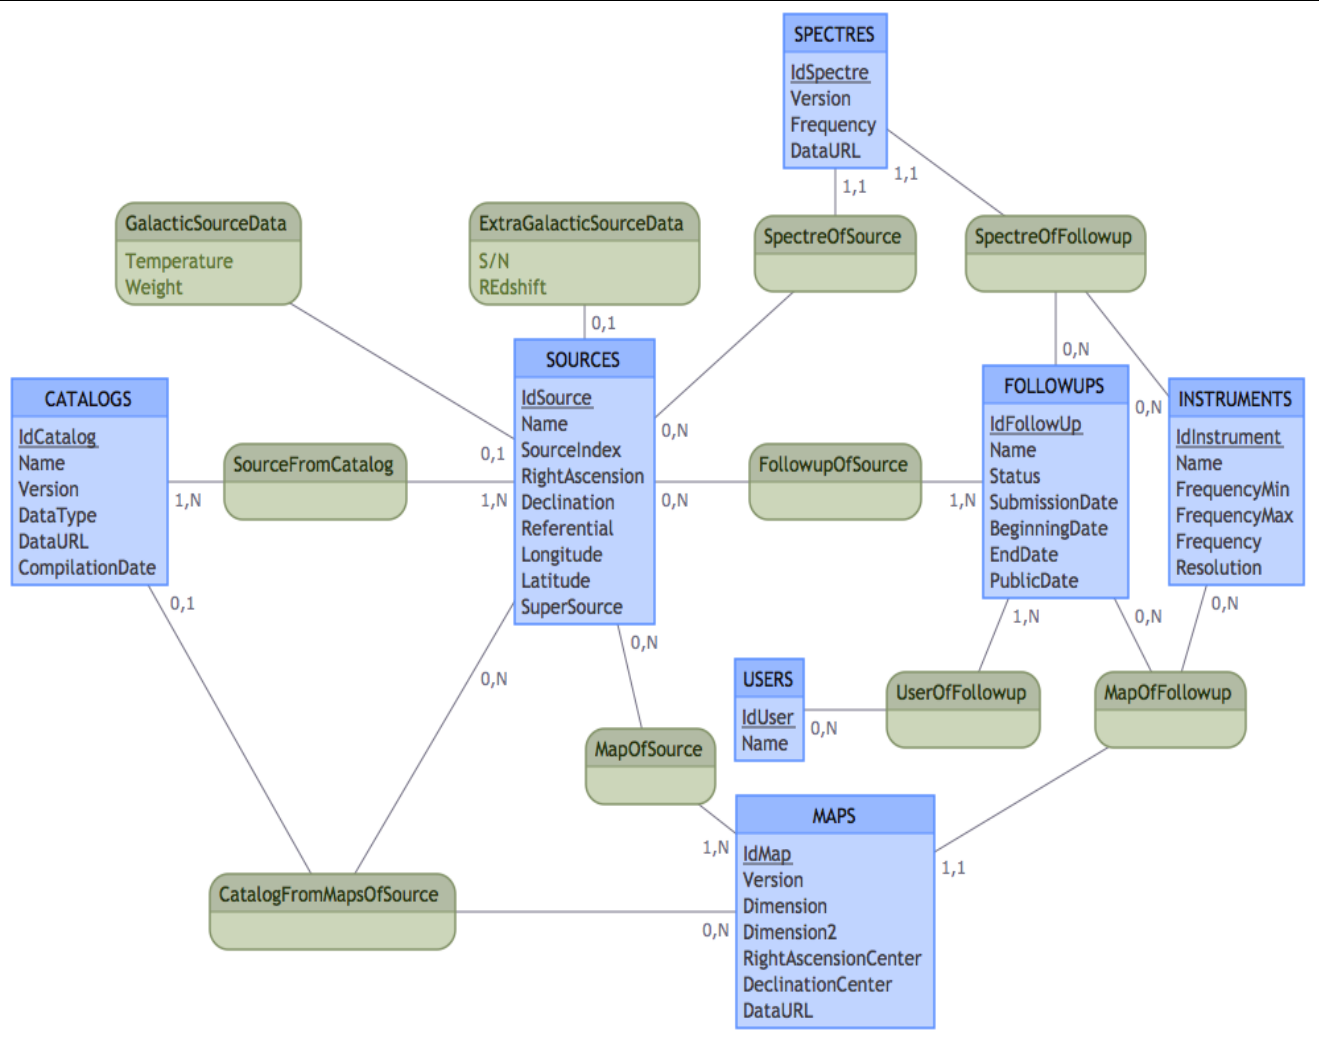 SPECTRES
IdSpectre
Version
Frequency
DataURL
1,1
1,1
GalacticSourceData
Temperature
Weight
ExtraGalacticSourceData
S/N
REdshift
SpectreOfSource
SpectreOfFollowup
0,1
0,N
SOURCES
IdSource
Name
SourceIndex
RightAscension
Declination
Referential
Longitude
Latitude
SuperSource
FOLLOWUPS
IdFollowUp
Name
Status
SubmissionDate
BeginningDate
EndDate
PublicDate
CATALOGS
IdCatalog
Name
Version
DataType
DataURL
CompilationDate
INSTRUMENTS
IdInstrument
Name
FrequencyMin
FrequencyMax
Frequency
Resolution
0,N
0,N
0,1
SourceFromCatalog
FollowupOfSource
1,N
1,N
0,N
1,N
0,1
1,N
0,N
0,N
0,N
0,N
USERS
IdUser
Name
0,N
UserOfFollowup
MapOfFollowup
MapOfSource
1,N
MAPS
IdMap
Version
Dimension
Dimension2
RightAscensionCenter
DeclinationCenter
DataURL
1,1
CatalogFromMapsOfSource
0,N